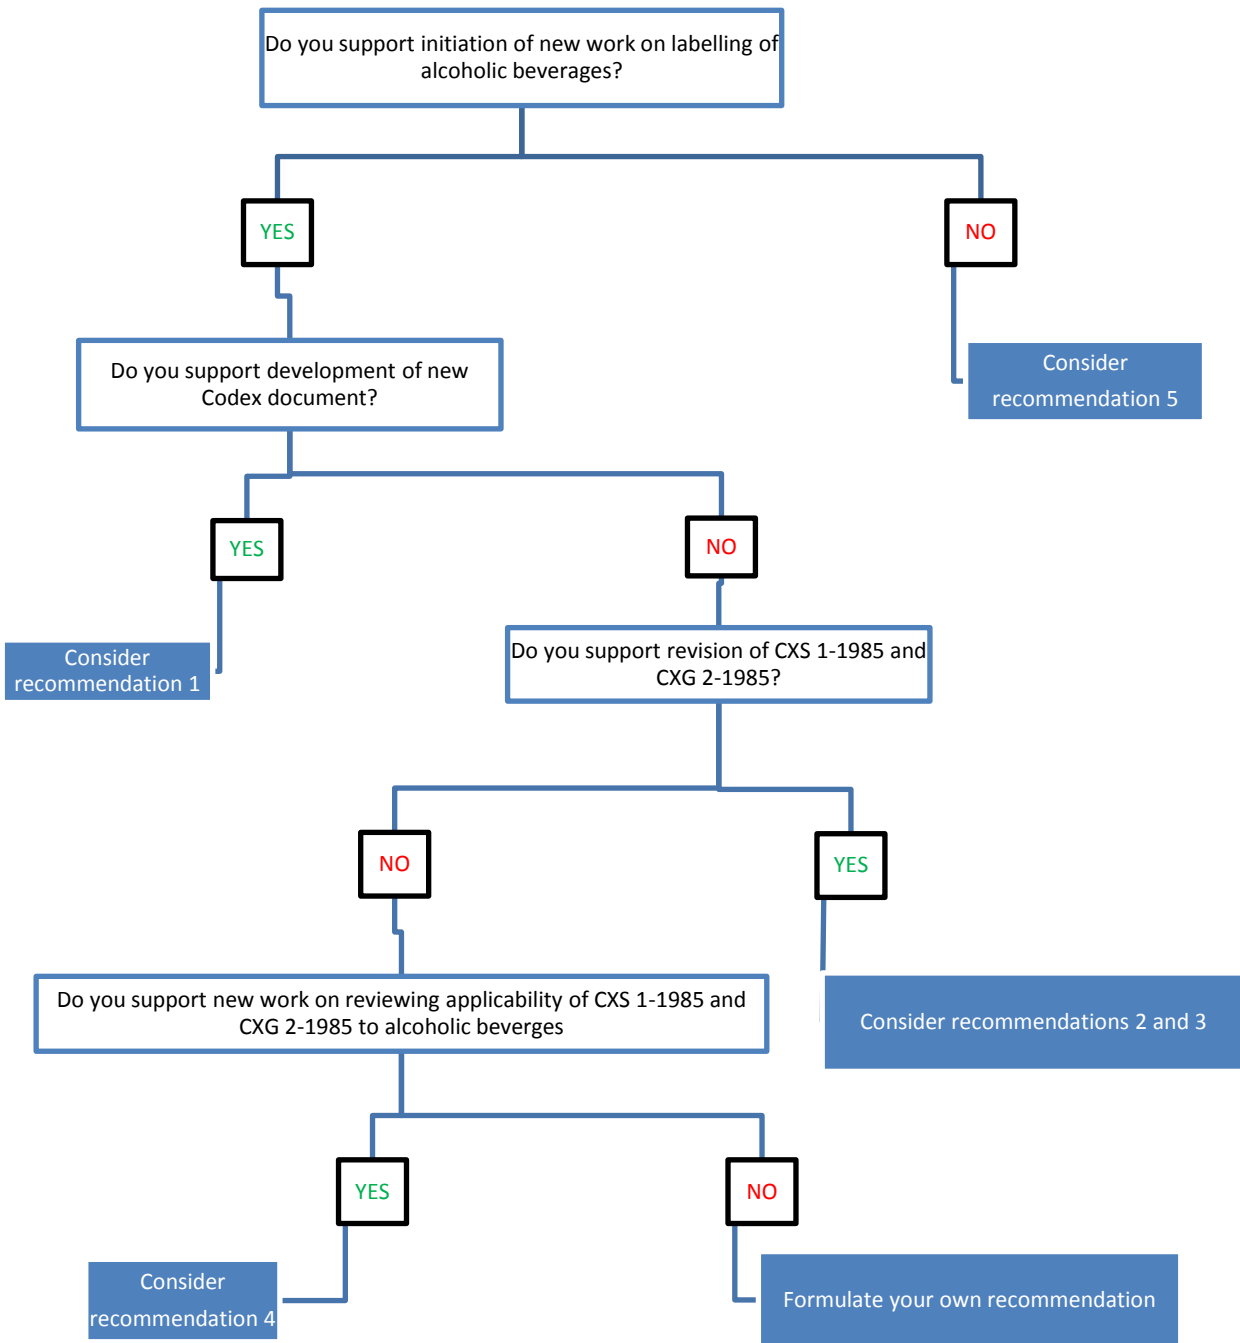 Do you support initiation of new work on labelling of
alcoholic beverages?
YES
NO
Do you support development of new
Codex document?
Consider
recommendation 5
YES
NO
Consider
recommendation 1
Do you support revision of CXS 1-1985 and
CXG 2-1985?
NO
YES
Do you support new work on reviewing applicability of CXS 1-1985 and
CXG 2-1985 to alcoholic beverges
Consider recommendations 2 and 3
YES
NO
Consider
recommendation 4
Formulate your own recommendation